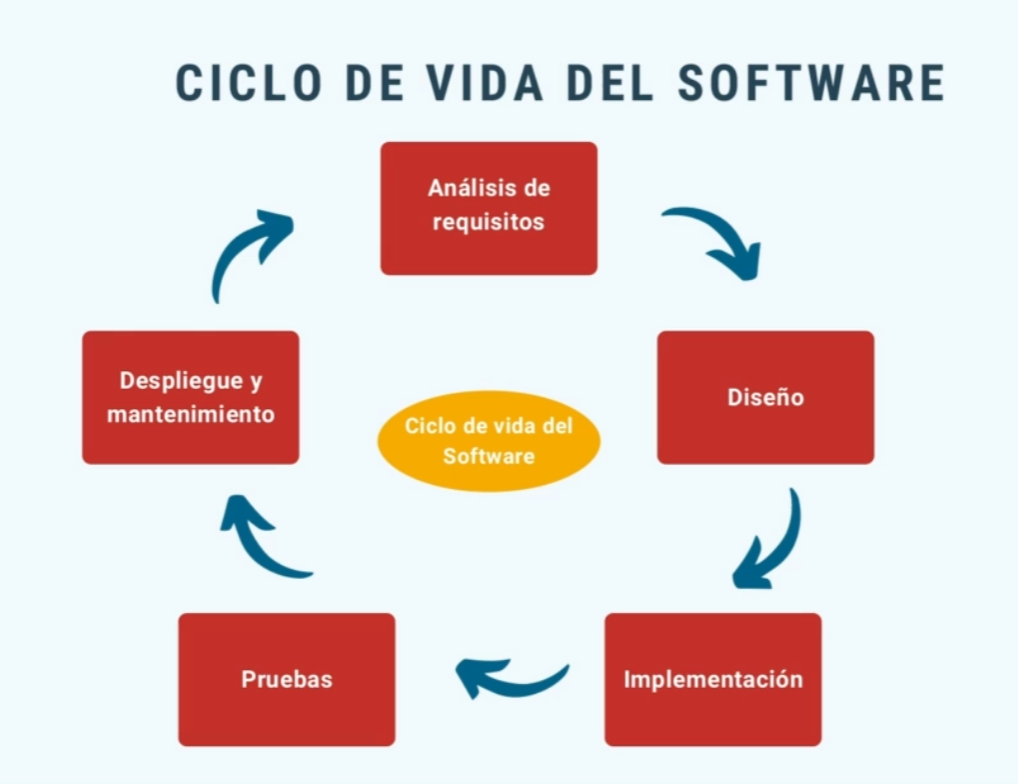 CICLO DE VIDA DEL SOFTWARE
Análisis de
requisitos
Diseño
Implementación
Pruebas
Despliegue y
mantenimiento
Ciclo de vida del
Software